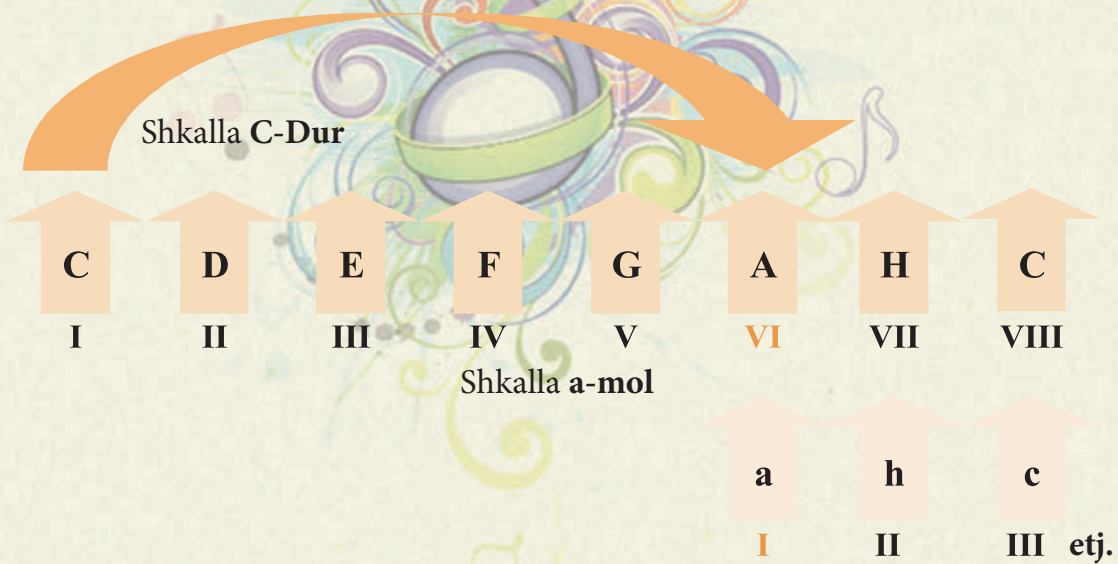 Shkalla C-Dur
C D E F G A H C
I II III IV V VI VII VIII
Shkalla a-mol
a h c
I II III etj.